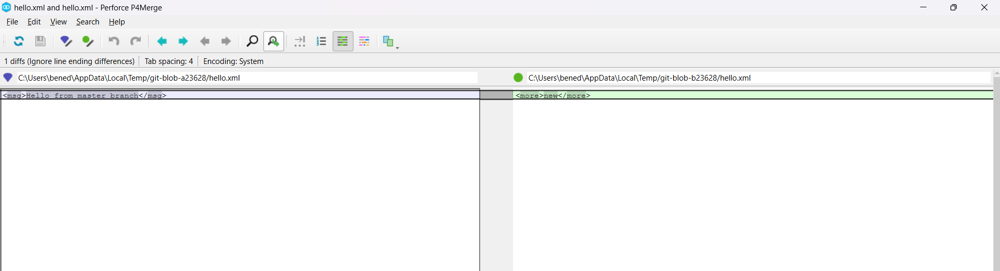 hello.xml and hello.xml - Perforce P4Merge
File Edit View Search Help
1 diffs (Ignore line ending differences) Tab spacing: 4 Encoding: System
C:\Users\bened\AppData\Local\Temp/git-blob-a23628/hello.xml C:\Users\bened\AppData\Local\Temp/git-blob-b23628/hello.xml
<msg>Hello from master branch</msg> <more>new</more>